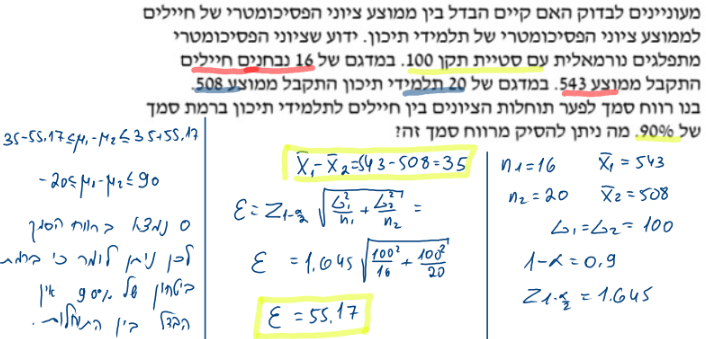 מעוניינים לבדוק האם קיים הבדל בין ממוצע ציוני הפסיכומטרי של חיילים
לממוצע ציוני הפסיכומטרי של תלמידי תיכון. ידוע שציוני הפסיכומטרי
מתפלגים נורמאלית עם סטיית תקן 100. במדגם של 16 נבחנים חיילים
התקבל ממוצע 543. במדגם של 20 תלמידי תיכון התקבל ממוצע 508.
בנו רווח סמך לפער תוחלות הציונים בין חיילים לתלמידי תיכון ברמת סמך
של 90%. מה ניתן להסיק מרווח סמך זה?
n1=16 X̄1=543
n2=20 X̄2=508
σ1=σ2=100
1-α=0.9
Z1-α/2=1.645
X̄1-X̄2=543-508=35
ε=Z1-α/2 √(σ1²/n1+σ2²/n2)=
ε=1.645 √(100²/16+100²/20)
ε=55.17
35-55.17≤μ1-μ2≤35+55.17
-20≤μ1-μ2≤90
0 נמצא ברווח הסמך
לכן ניתן לומר כי ברמת
ביטחון של 90% אין
הבדל בין התוחלות.